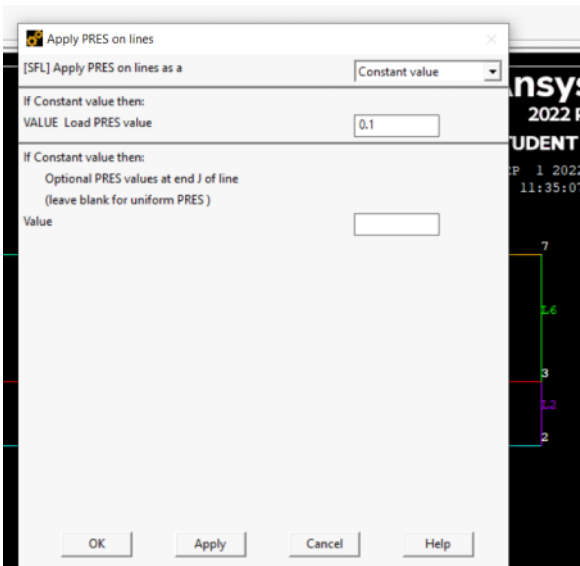 Apply PRES on lines
[SFL] Apply PRES on lines as a
Constant value
If Constant value then:
VALUE Load PRES value
0.1
If Constant value then:
Optional PRES values at end J of line
(leave blank for uniform PRES )
Value
OK
Apply
Cancel
Help
2022
11:35:07
7
L6
3
L2
2